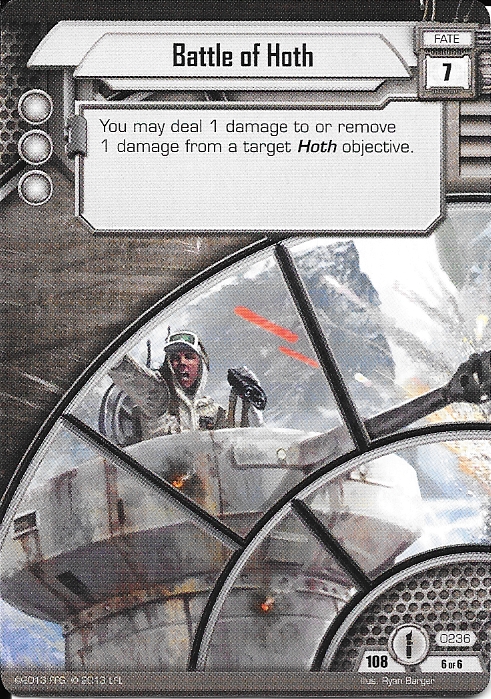 Battle of Hoth
FATE
7
You may deal 1 damage to or remove
1 damage from a target Hoth objective.
0236
108
6 OF 6
©2013 FFG. © 2013 LFL
Illus. Ryan Barger